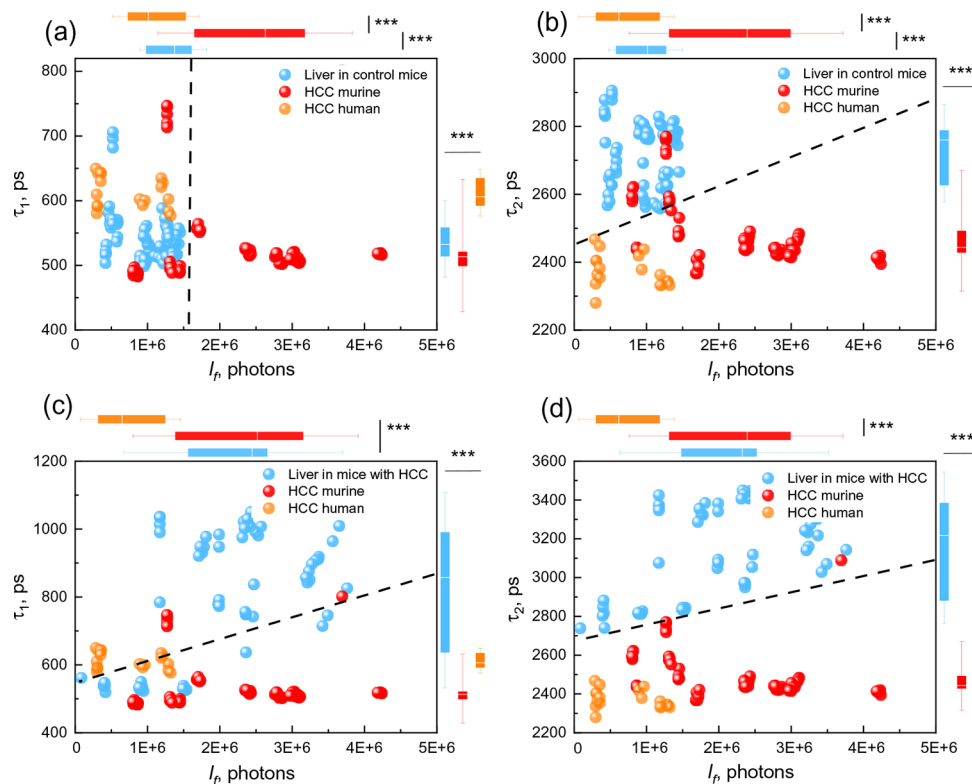 (a)
***
***
800
700
600
500
400
τ1, ps
Liver in control mice
HCC murine
HCC human
***
0 1E+6 2E+6 3E+6 4E+6 5E+6
If, photons
(b)
***
***
***
3000
2800
2600
2400
2200
τ2, ps
Liver in control mice
HCC murine
HCC human
0 1E+6 2E+6 3E+6 4E+6 5E+6
If, photons
(c)
***
***
1200
1000
800
600
400
τ1, ps
Liver in mice with HCC
HCC murine
HCC human
0 1E+6 2E+6 3E+6 4E+6 5E+6
If, photons
(d)
***
***
3600
3400
3200
3000
2800
2600
2400
2200
τ2, ps
Liver in mice with HCC
HCC murine
HCC human
0 1E+6 2E+6 3E+6 4E+6 5E+6
If, photons